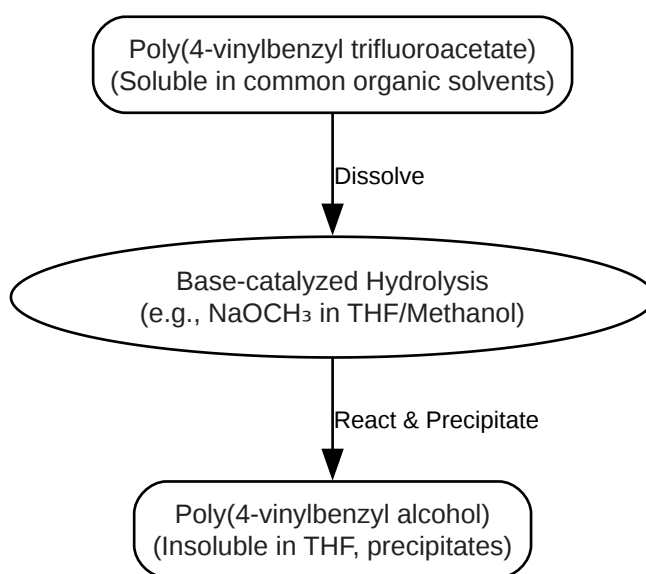 Poly(4-vinylbenzyl trifluoroacetate)
(Soluble in common organic solvents)
Dissolve
Base-catalyzed Hydrolysis
(e.g., NaOCH₃ in THF/Methanol)
React & Precipitate
Poly(4-vinylbenzyl alcohol)
(Insoluble in THF, precipitates)